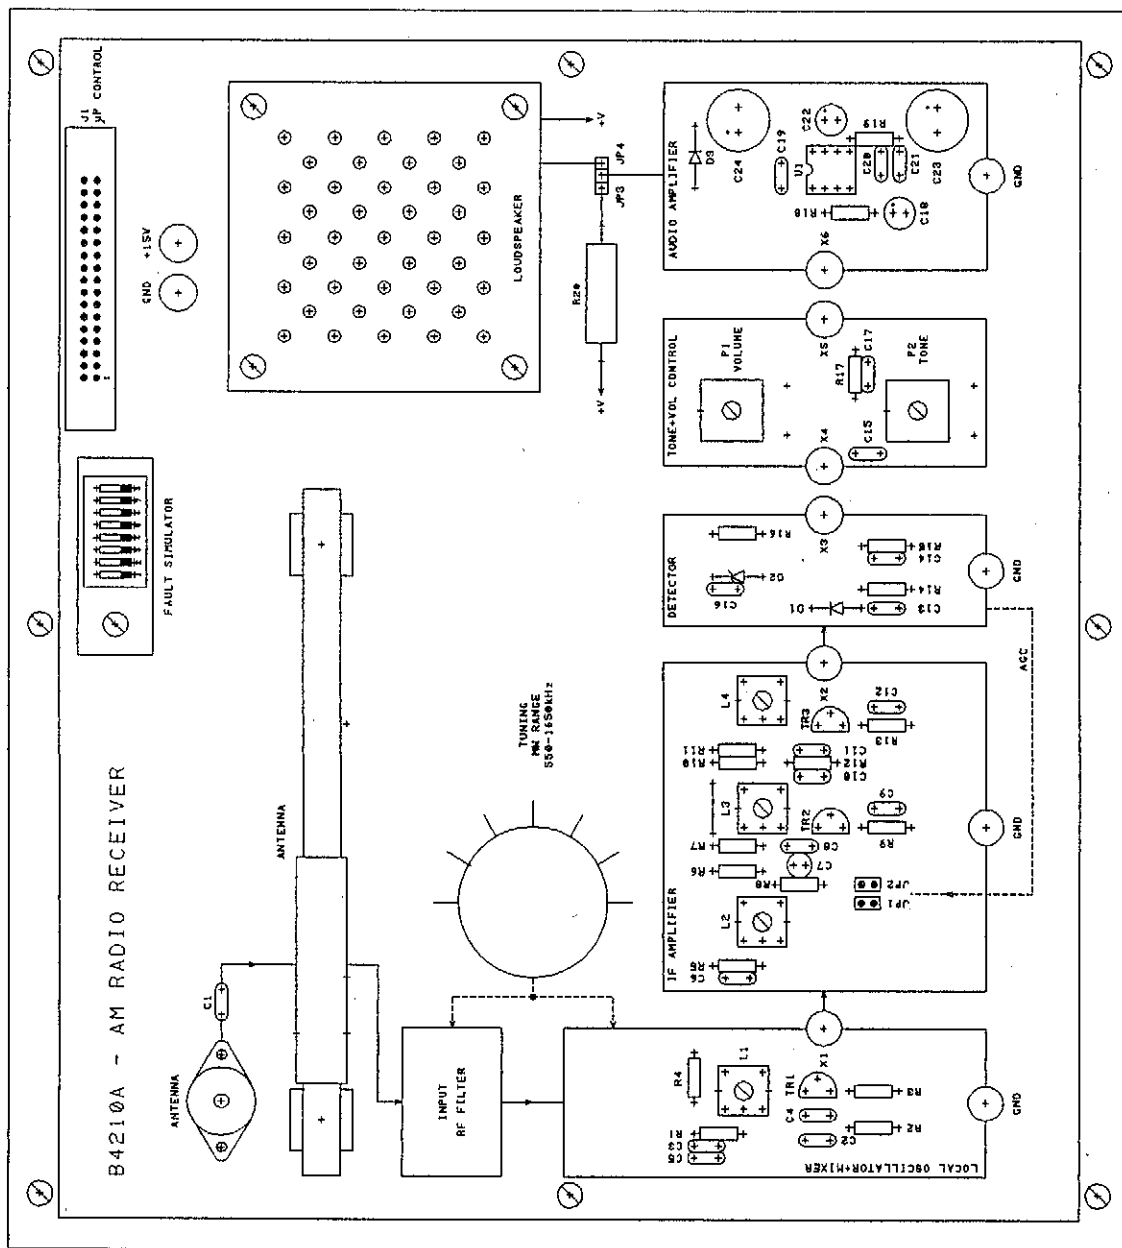 B4210A - AM RADIO RECEIVER
J1
µP CONTROL
GND
+15V
FAULT SIMULATOR
ANTENNA
C1
ANTENNA
LOUDSPEAKER
+V
JP3
JP4
R20
+V
TUNING
MW RANGE
550-1650kHz
INPUT
RF FILTER
LOCAL OSCILLATOR+MIXER
C5
C3
R1
R4
L1
C2
C4
TR1
X1
R2
R3
GND
IF AMPLIFIER
C6
R5
L2
R6
R7
L3
R10
R11
L4
R8
C7
C8
TR2
C10
R12
C11
TR3
X2
JP1
JP2
R9
C9
R13
C12
GND
AGC
DETECTOR
C16
D2
R16
D1
X3
C13
R14
C14
R15
GND
TONE+VOL CONTROL
P1
VOLUME
X4
X5
C15
R17
C17
P2
TONE
AUDIO AMPLIFIER
D3
C24
C19
C22
X6
R18
U1
R19
C20
C21
C18
C23
GND